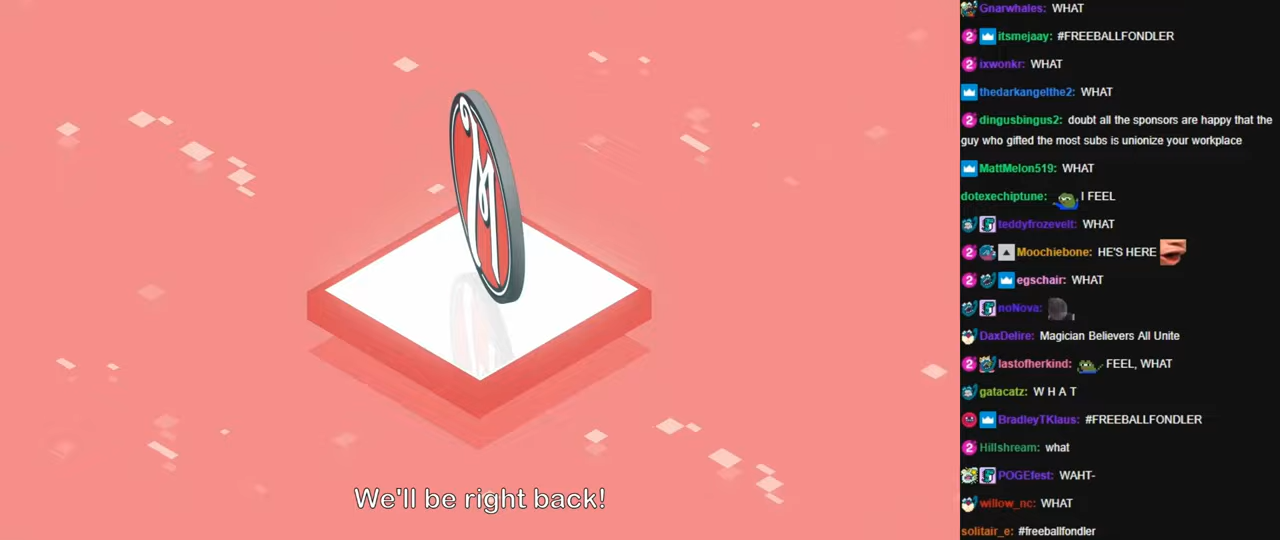 We'll be right back!
Gnarwhales: WHAT
itsmejaay: #FREEBALLFONDLER
ixwonkr: WHAT
thedarkangelthe2: WHAT
dingusbingus2: doubt all the sponsors are happy that the
guy who gifted the most subs is unionize your workplace
MattMelon519: WHAT
dotexechiptune: I FEEL
teddyfrozevelt: WHAT
Moochiebone: HE'S HERE
egschair: WHAT
noNova:
DaxDelire: Magician Believers All Unite
lastofherkind: FEEL, WHAT
gatacatz: W H A T
BradleyTKlaus: #FREEBALLFONDLER
Hillshream: what
POGEfest: WAHT-
willow_nc: WHAT
solitair_e: #freeballfondler